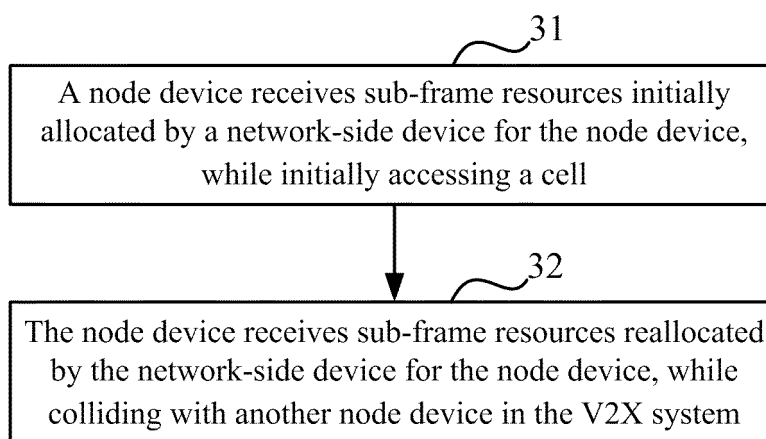 31
A node device receives sub-frame resources initially
allocated by a network-side device for the node device,
while initially accessing a cell
32
The node device receives sub-frame resources reallocated
by the network-side device for the node device, while
colliding with another node device in the V2X system